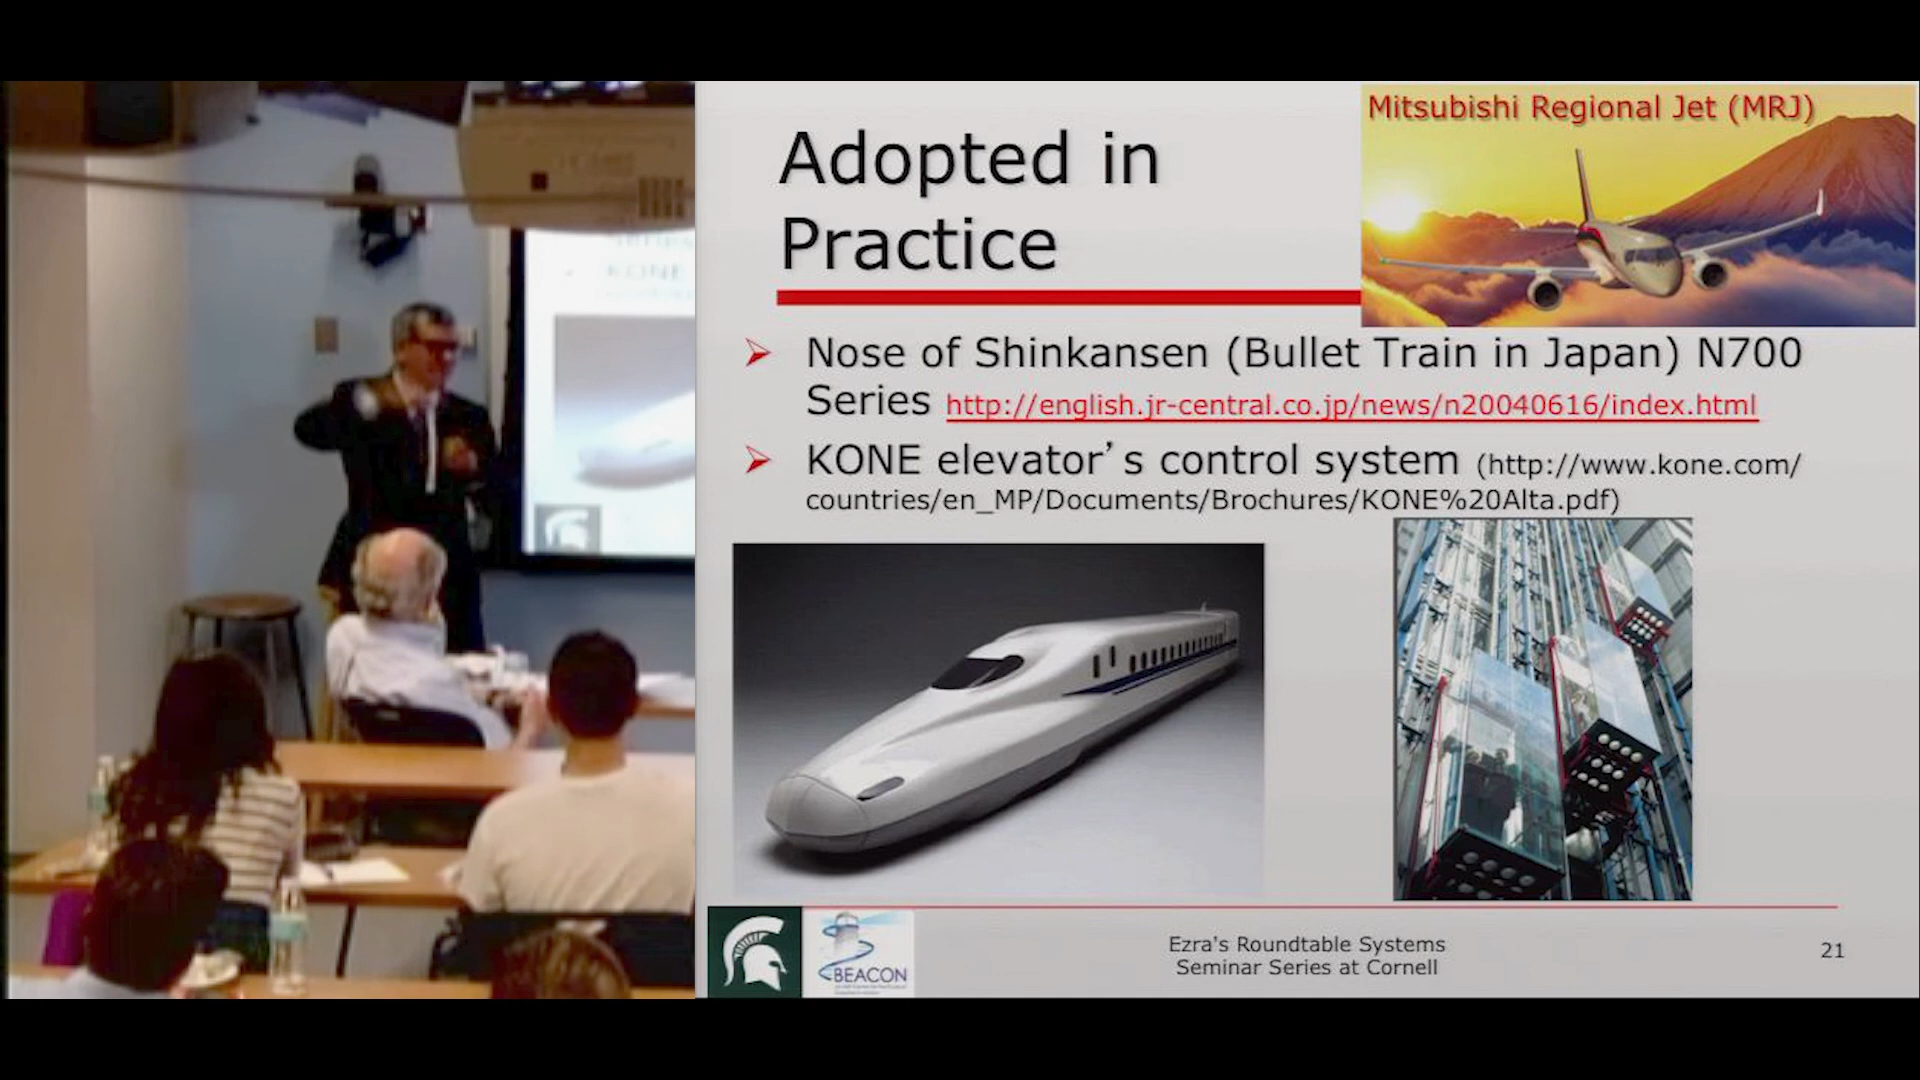 Adopted in
Practice
Mitsubishi Regional Jet (MRJ)
Nose of Shinkansen (Bullet Train in Japan) N700
Series http://english.jr-central.co.jp/news/n20040616/index.html
KONE elevator’s control system (http://www.kone.com/
countries/en_MP/Documents/Brochures/KONE%20Alta.pdf)
KONE
BEACON
Ezra’s Roundtable Systems
Seminar Series at Cornell
21